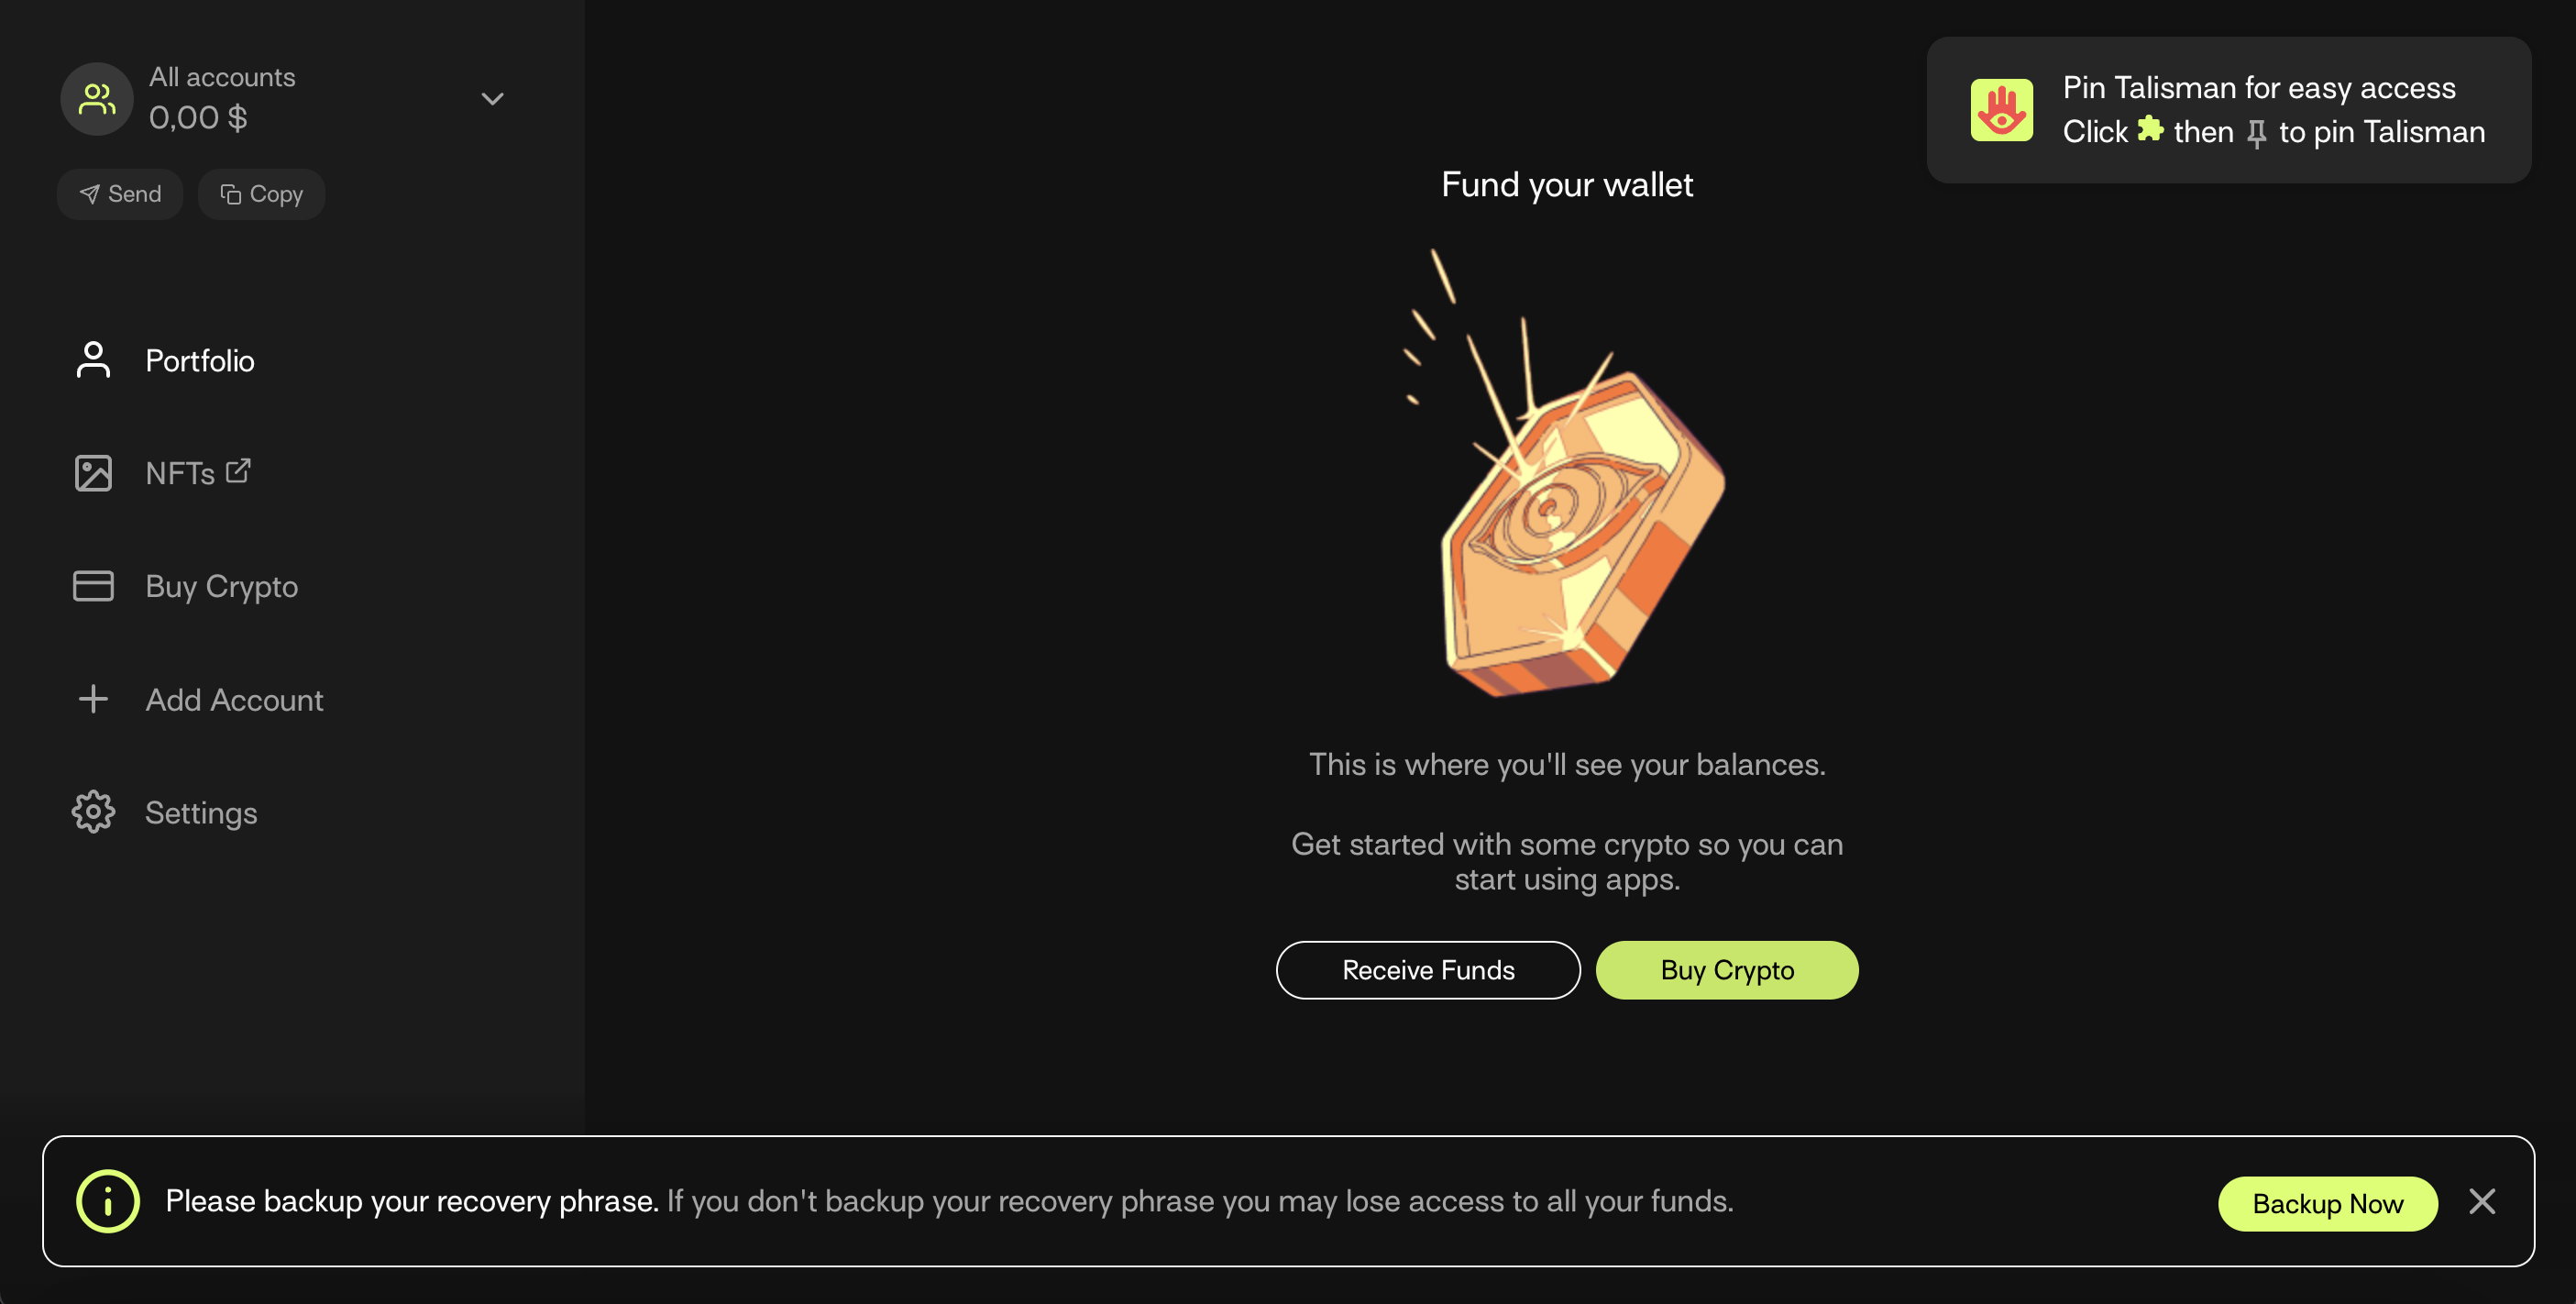 All accounts
0,00 $
Send
Copy
Portfolio
NFTs
Buy Crypto
Add Account
Settings
Pin Talisman for easy access
Click then to pin Talisman
Fund your wallet
This is where you'll see your balances.
Get started with some crypto so you can
start using apps.
Receive Funds
Buy Crypto
Please backup your recovery phrase. If you don't backup your recovery phrase you may lose access to all your funds.
Backup Now